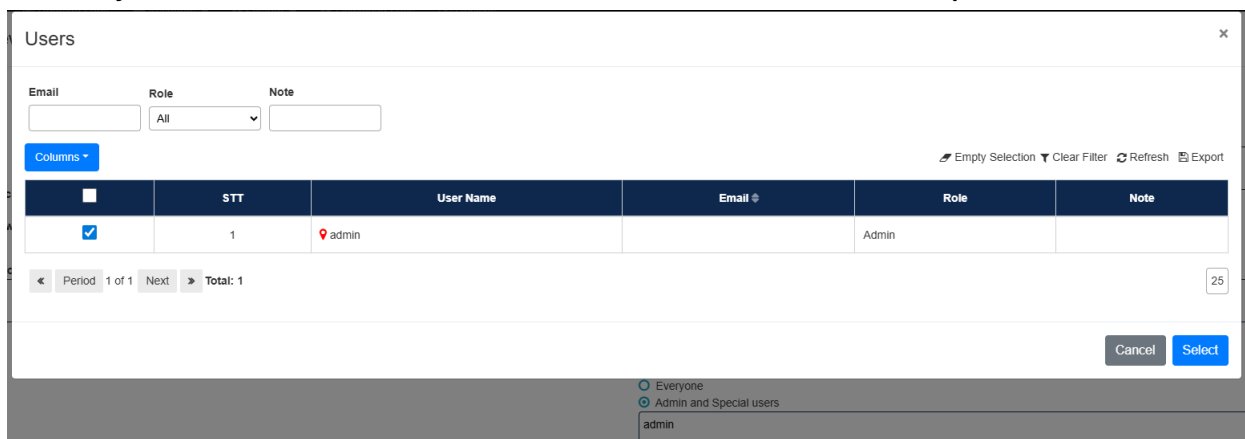 Users ×
Email Role Note
All
Columns Empty Selection Clear Filter Refresh Export
STT User Name Email Role Note
1 admin Admin
« Period 1 of 1 Next » Total: 1 25
Cancel Select
Everyone
Admin and Special users
admin